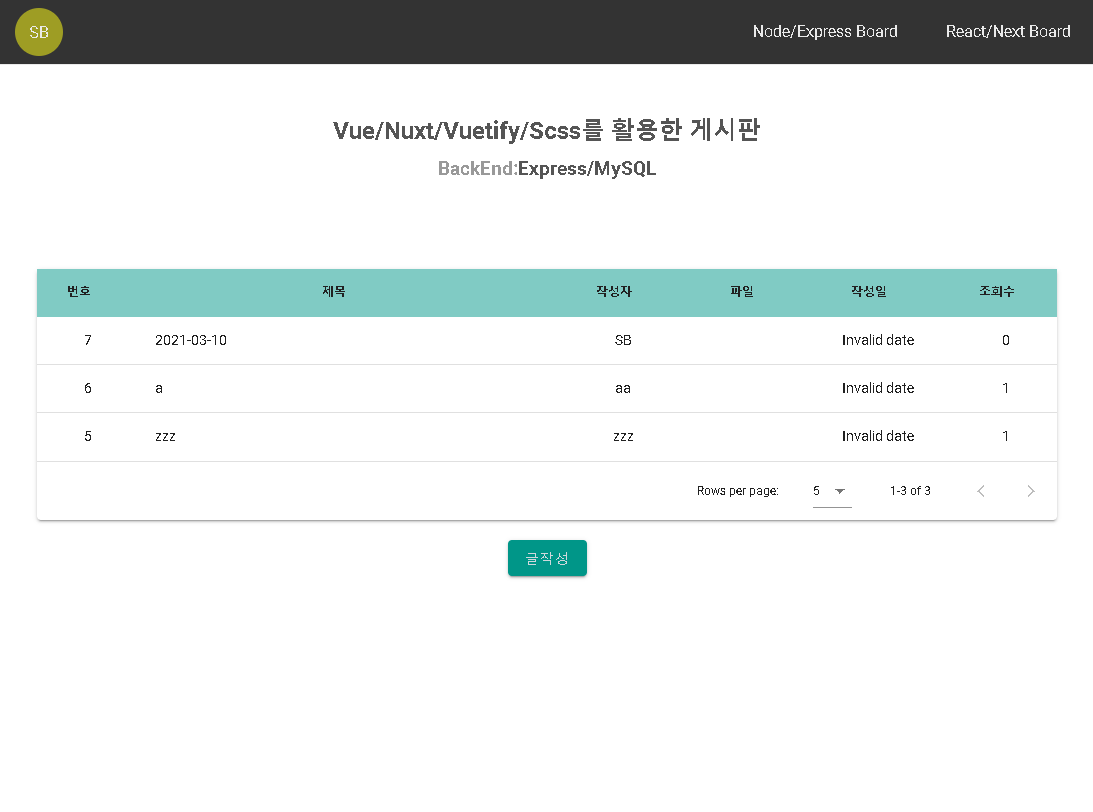 SB Node/Express Board React/Next Board
Vue/Nuxt/Vuetify/Scss를 활용한 게시판
BackEnd:Express/MySQL
번호 제목 작성자 파일 작성일 조회수
7 2021-03-10 SB Invalid date 0
6 a aa Invalid date 1
5 zzz zzz Invalid date 1
Rows per page: 5 1-3 of 3
글작성